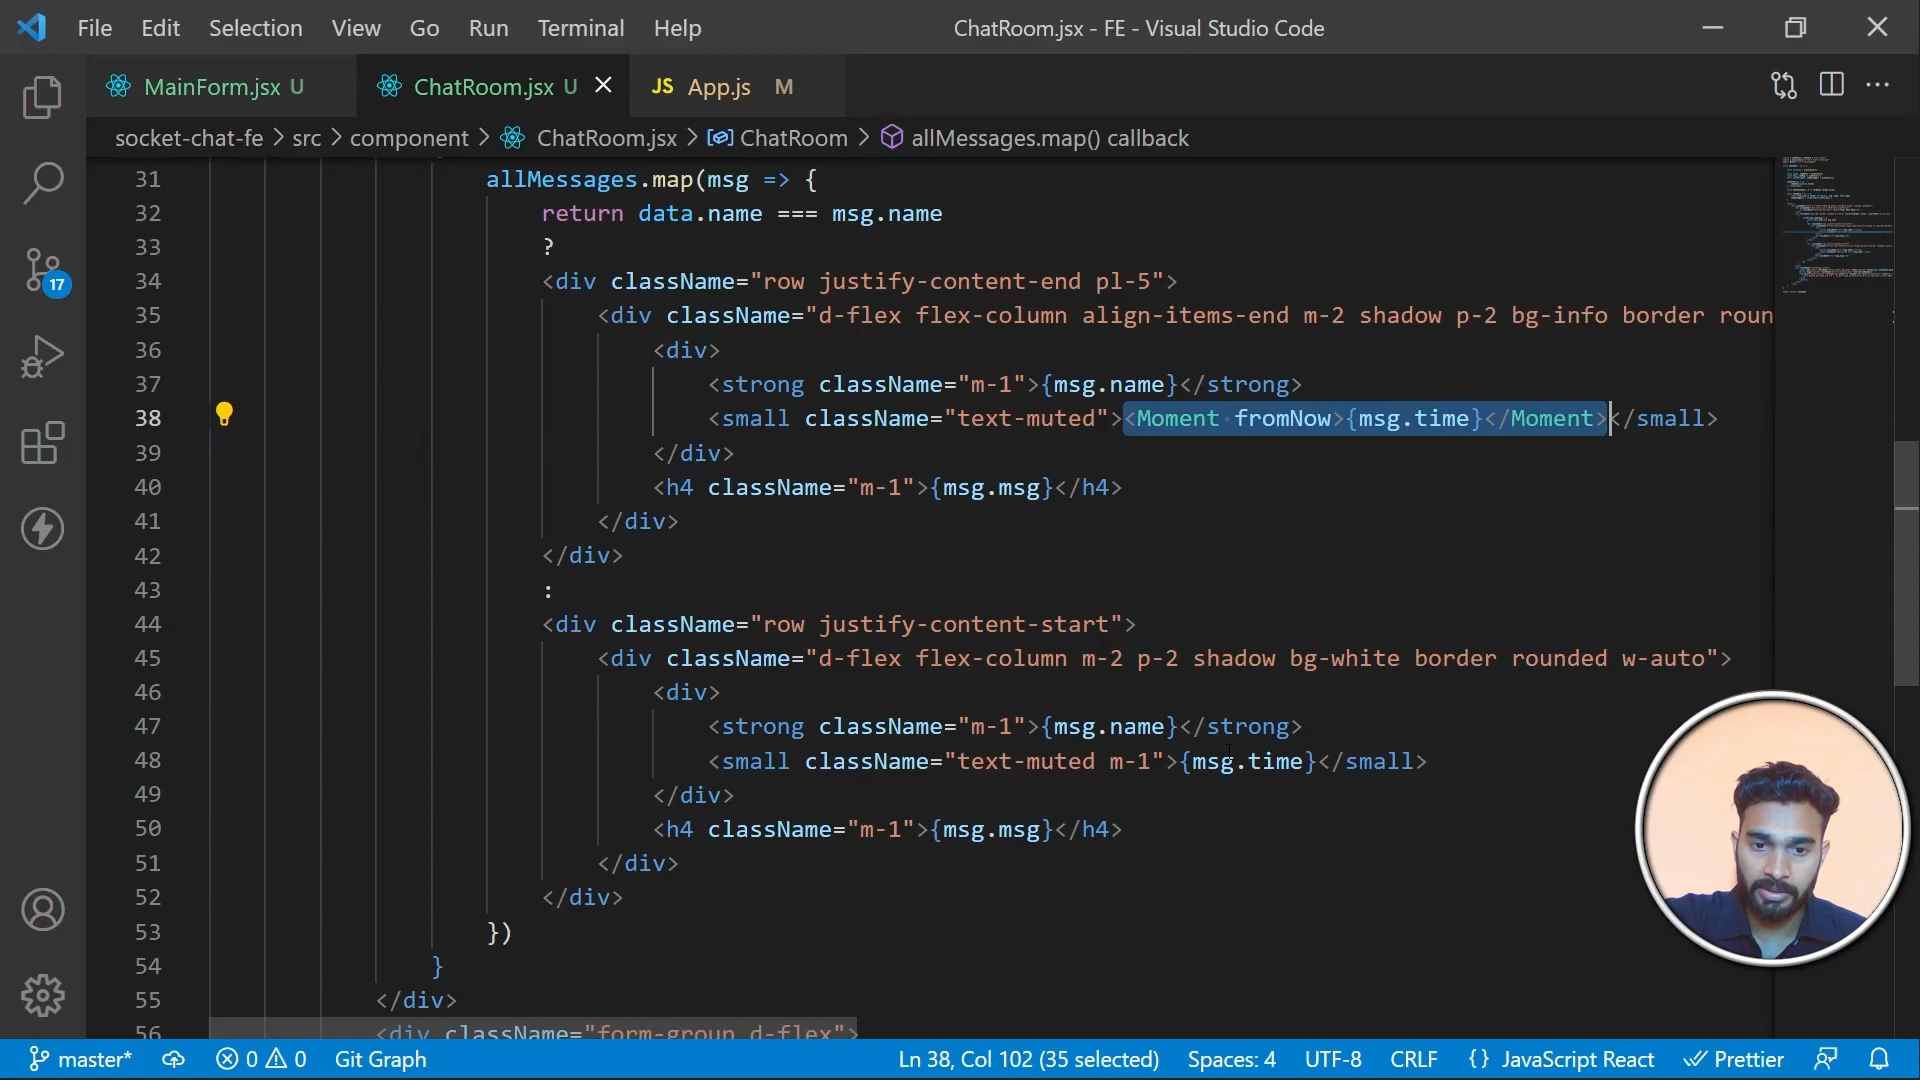 File Edit Selection View Go Run Terminal Help ChatRoom.jsx - FE - Visual Studio Code
MainForm.jsx U ChatRoom.jsx U JS App.js M
socket-chat-fe > src > component > ChatRoom.jsx > ChatRoom > allMessages.map() callback
31 allMessages.map(msg => {
32 return data.name === msg.name
33 ?
34 <div className="row justify-content-end pl-5">
35 <div className="d-flex flex-column align-items-end m-2 shadow p-2 bg-info border roun
36 <div>
37 <strong className="m-1">{msg.name}</strong>
38 <small className="text-muted"><Moment fromNow>{msg.time}</Moment></small>
39 </div>
40 <h4 className="m-1">{msg.msg}</h4>
41 </div>
42 </div>
43 :
44 <div className="row justify-content-start">
45 <div className="d-flex flex-column m-2 p-2 shadow bg-white border rounded w-auto">
46 <div>
47 <strong className="m-1">{msg.name}</strong>
48 <small className="text-muted m-1">{msg.time}</small>
49 </div>
50 <h4 className="m-1">{msg.msg}</h4>
51 </div>
52 </div>
53 })
54 }
55 </div>
56 <div className="form-group d-flex">
17
master* 0 0 Git Graph Ln 38, Col 102 (35 selected) Spaces: 4 UTF-8 CRLF {} JavaScript React Prettier